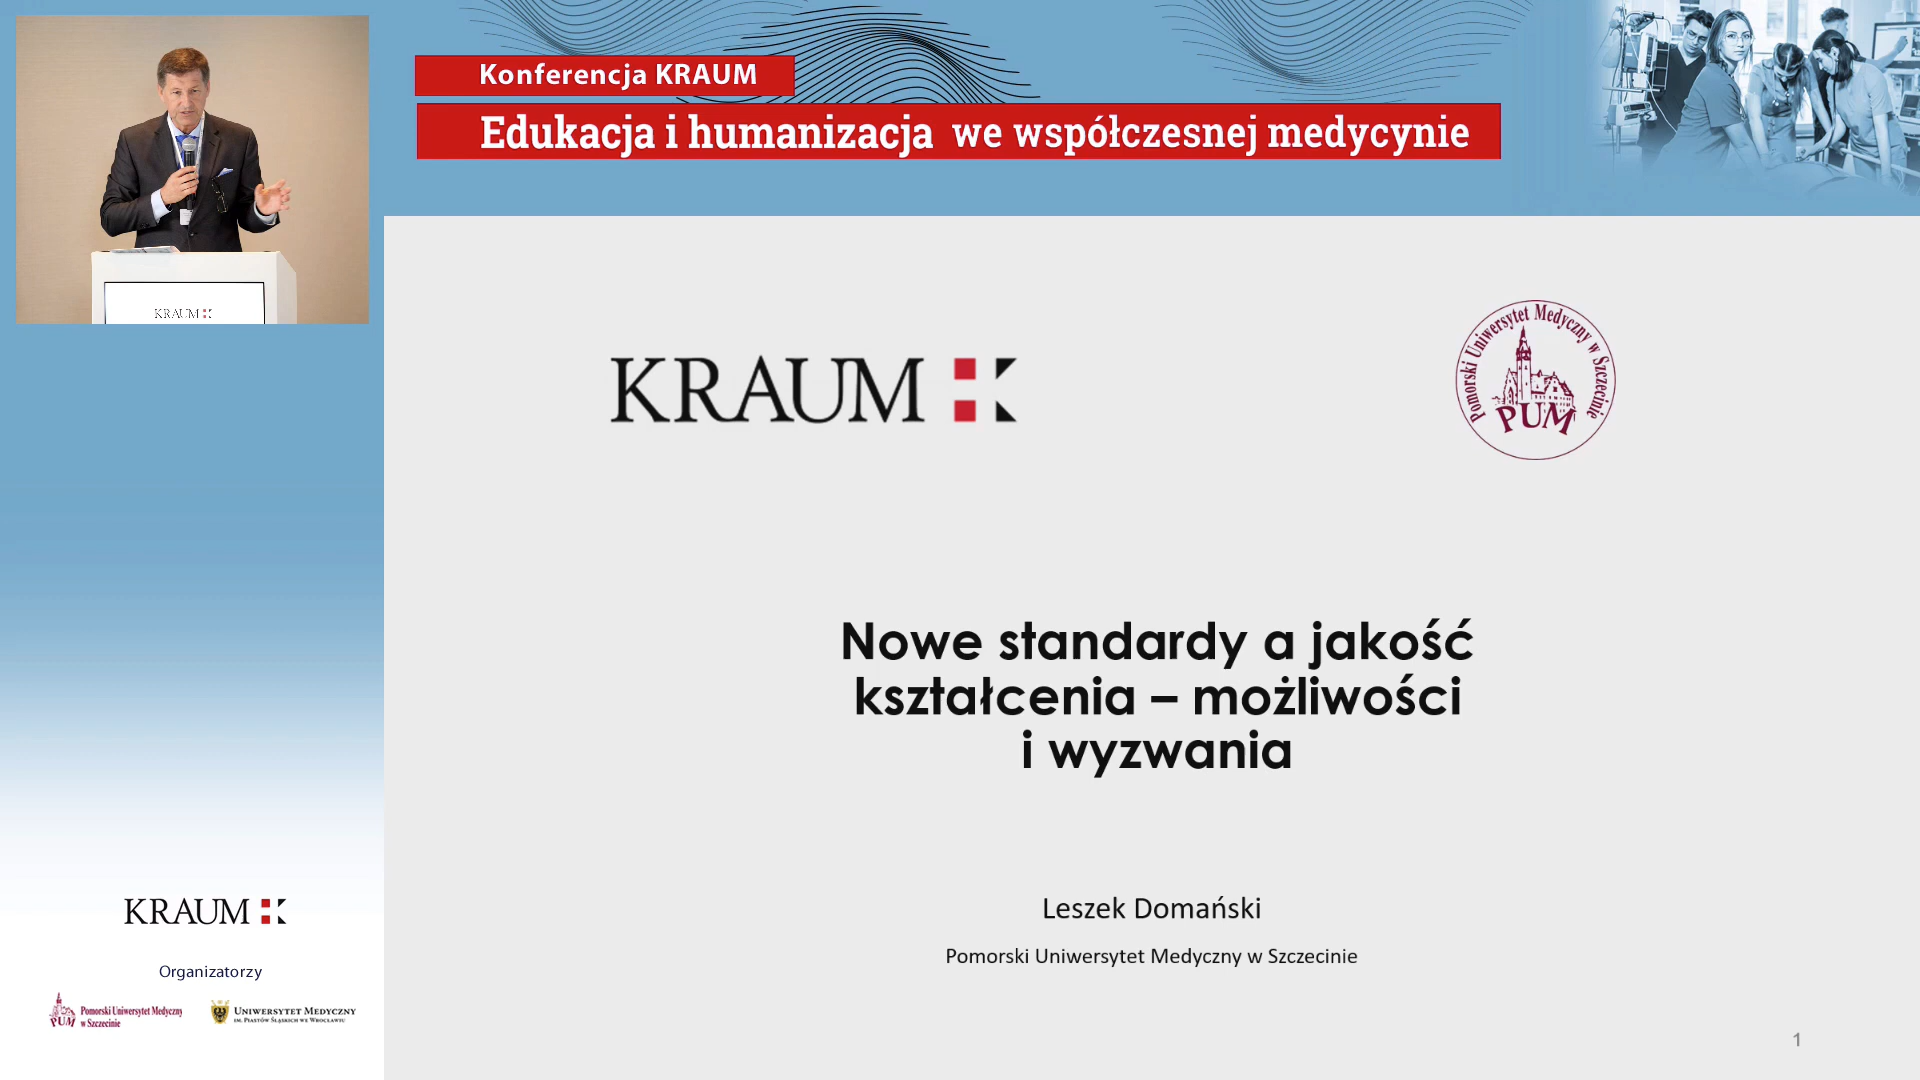 Konferencja KRAUM
Edukacja i humanizacja we współczesnej medycynie
KRAUM
KRAUM
Pomorski Uniwersytet Medyczny w Szczecinie
PUM
Nowe standardy a jakość
kształcenia – możliwości
i wyzwania
Leszek Domański
Pomorski Uniwersytet Medyczny w Szczecinie
KRAUM
Organizatorzy
PUM
Pomorski Uniwersytet Medyczny
w Szczecinie
Uniwersytet Medyczny
im. Piastów Śląskich we Wrocławiu
1